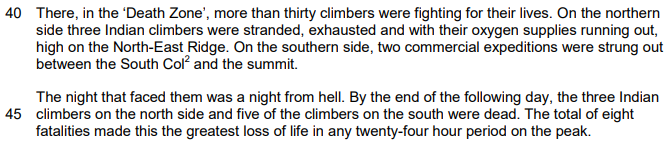 40 There, in the ‘Death Zone’, more than thirty climbers were fighting for their lives. On the northern
side three Indian climbers were stranded, exhausted and with their oxygen supplies running out,
high on the North-East Ridge. On the southern side, two commercial expeditions were strung out
between the South Col² and the summit.
The night that faced them was a night from hell. By the end of the following day, the three Indian
45 climbers on the north side and five of the climbers on the south were dead. The total of eight
fatalities made this the greatest loss of life in any twenty-four hour period on the peak.